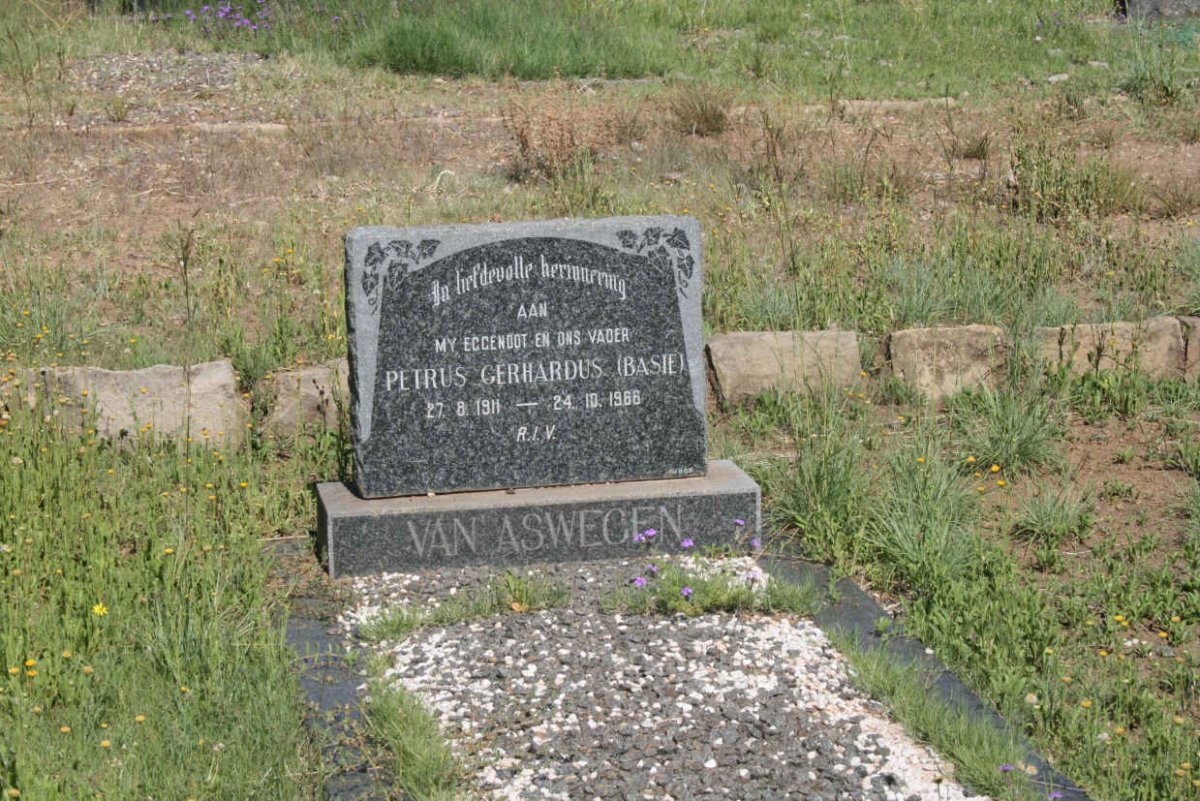 In liefdevolle herinnering
AAN
MY EGGENOOT EN ONS VADER
PETRUS GERHARDUS (BASIE)
27. 8. 1911 — 24. 10. 1966
R.I.V.
VAN ASWEGEN